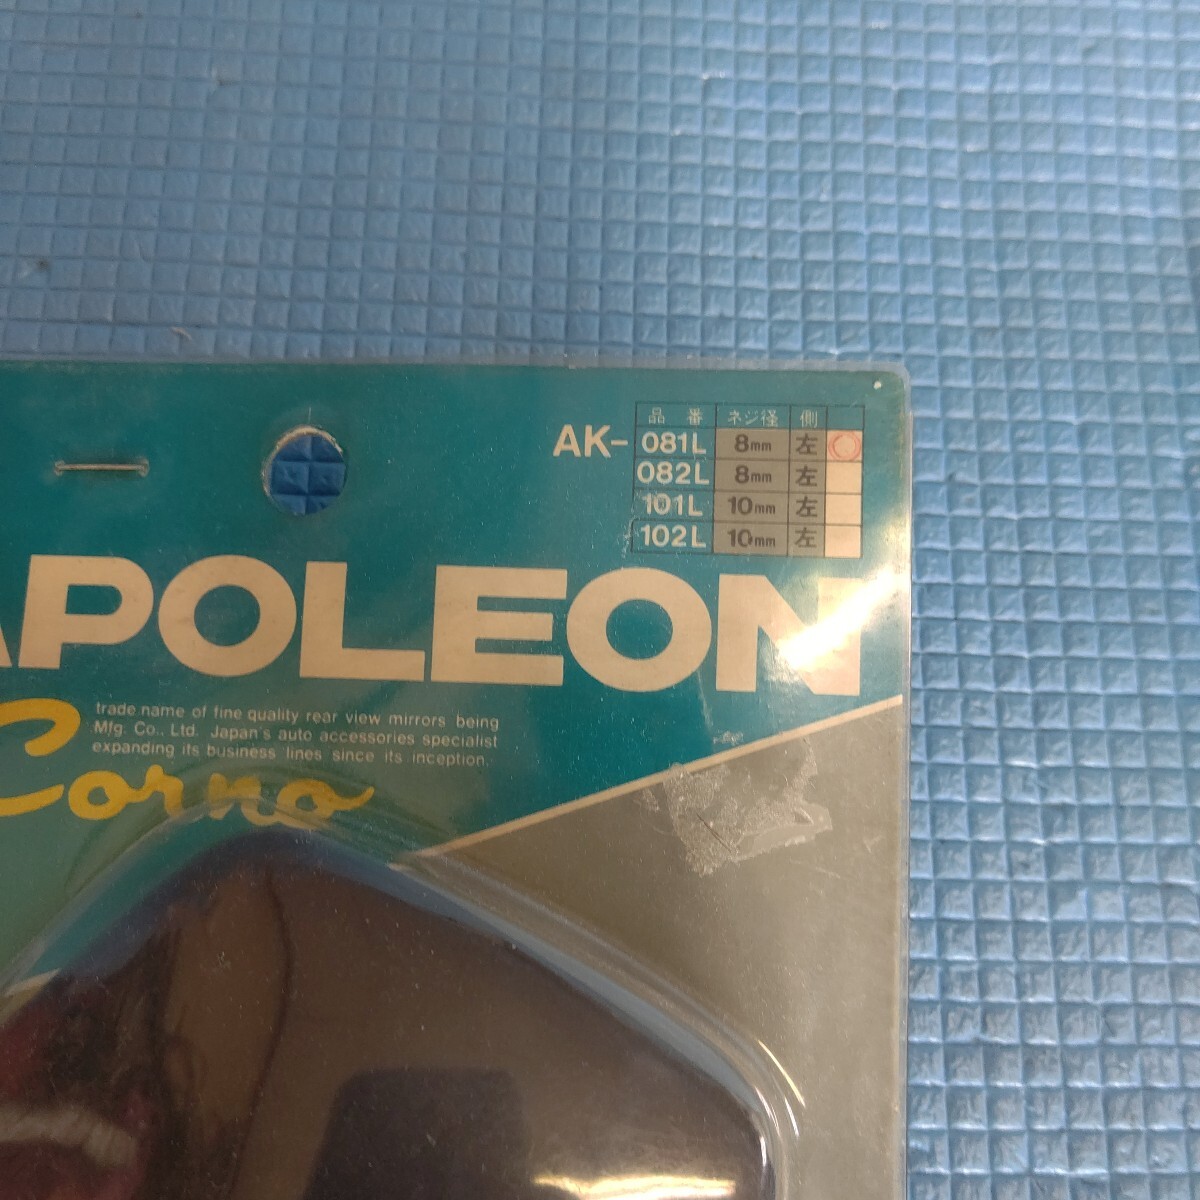 品番 ネジ径 側
AK- 081L 8mm 左
082L 8mm 左
101L 10mm 左
102L 10mm 左
APOLEON
trade name of fine quality rear view mirrors being
Mfg. Co., Ltd. Japan's auto accessories specialist
expanding its business lines since its inception.
Corno